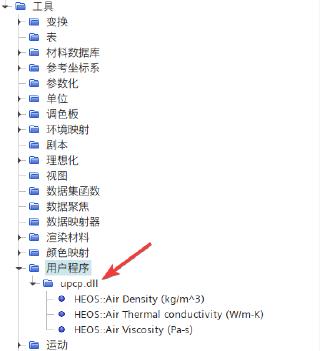 工具
变换
表
材料数据库
参考坐标系
参数化
单位
调色板
环境映射
剧本
理想化
视图
数据集函数
数据聚焦
数据映射器
渲染材料
颜色映射
用户程序
upcp.dll
HEOS::Air Density (kg/m^3)
HEOS::Air Thermal conductivity (W/m-K)
HEOS::Air Viscosity (Pa-s)
运动